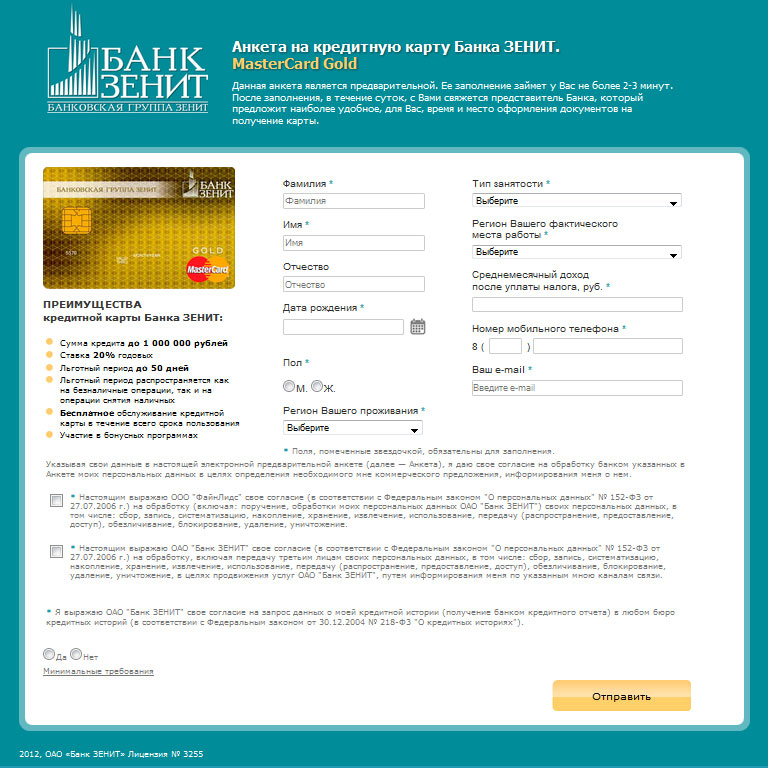 БАНК
ЗЕНИТ
БАНКОВСКАЯ ГРУППА ЗЕНИТ
Анкета на кредитную карту Банка ЗЕНИТ.
MasterCard Gold
Данная анкета является предварительной. Ее заполнение займет у Вас не более 2-3 минут.
После заполнения, в течение суток, с Вами свяжется представитель Банка, который
предложит наиболее удобное, для Вас, время и место оформления документов на
получение карты.
БАНКОВСКАЯ ГРУППА ЗЕНИТ
БАНК
ЗЕНИТ
GOLD
MasterCard
ПРЕИМУЩЕСТВА
кредитной карты Банка ЗЕНИТ:
Сумма кредита до 1 000 000 рублей
Ставка 20% годовых
Льготный период до 50 дней
Льготный период распространяется как
на безналичные операции, так и на
операции снятия наличных
Бесплатное обслуживание кредитной
карты в течение всего срока пользования
Участие в бонусных программах
Фамилия *
Фамилия
Имя *
Имя
Отчество
Отчество
Дата рождения *
Пол *
М. Ж.
Регион Вашего проживания *
Выберите
Тип занятости *
Выберите
Регион Вашего фактического
места работы *
Выберите
Среднемесячный доход
после уплаты налога, руб. *
Номер мобильного телефона *
8 ( )
Ваш e-mail *
Введите e-mail
* Поля, помеченные звездочкой, обязательны для заполнения.
Указывая свои данные в настоящей электронной предварительной анкете (далее — Анкета), я даю свое согласие на обработку банком указанных в
Анкете моих персональных данных в целях определения необходимого мне коммерческого предложения, информирования меня о нем.
* Настоящим выражаю ООО "ФайнЛидс" свое согласие (в соответствии с Федеральным законом "О персональных данных" № 152-ФЗ от
27.07.2006 г.) на обработку (включая: поручение, обработки моих персональных данных ОАО "Банк ЗЕНИТ") своих персональных данных, в
том числе: сбор, запись, систематизацию, накопление, хранение, извлечение, использование, передачу (распространение, предоставление,
доступ), обезличивание, блокирование, удаление, уничтожение.
* Настоящим выражаю ОАО "Банк ЗЕНИТ" свое согласие (в соответствии с Федеральным законом "О персональных данных" № 152-ФЗ от
27.07.2006 г.) на обработку, включая передачу третьим лицам своих персональных данных, в том числе: сбор, запись, систематизацию,
накопление, хранение, извлечение, использование, передачу (распространение, предоставление, доступ), обезличивание, блокирование,
удаление, уничтожение, в целях продвижения услуг ОАО "Банк ЗЕНИТ", путем информирования меня по указанным мною каналам связи.
* Я выражаю ОАО "Банк ЗЕНИТ" свое согласие на запрос данных о моей кредитной истории (получение банком кредитного отчета) в любом бюро
кредитных историй (в соответствии с Федеральным законом от 30.12.2004 № 218-ФЗ "О кредитных историях").
Да Нет
Минимальные требования
Отправить
2012, ОАО «Банк ЗЕНИТ» Лицензия № 3255